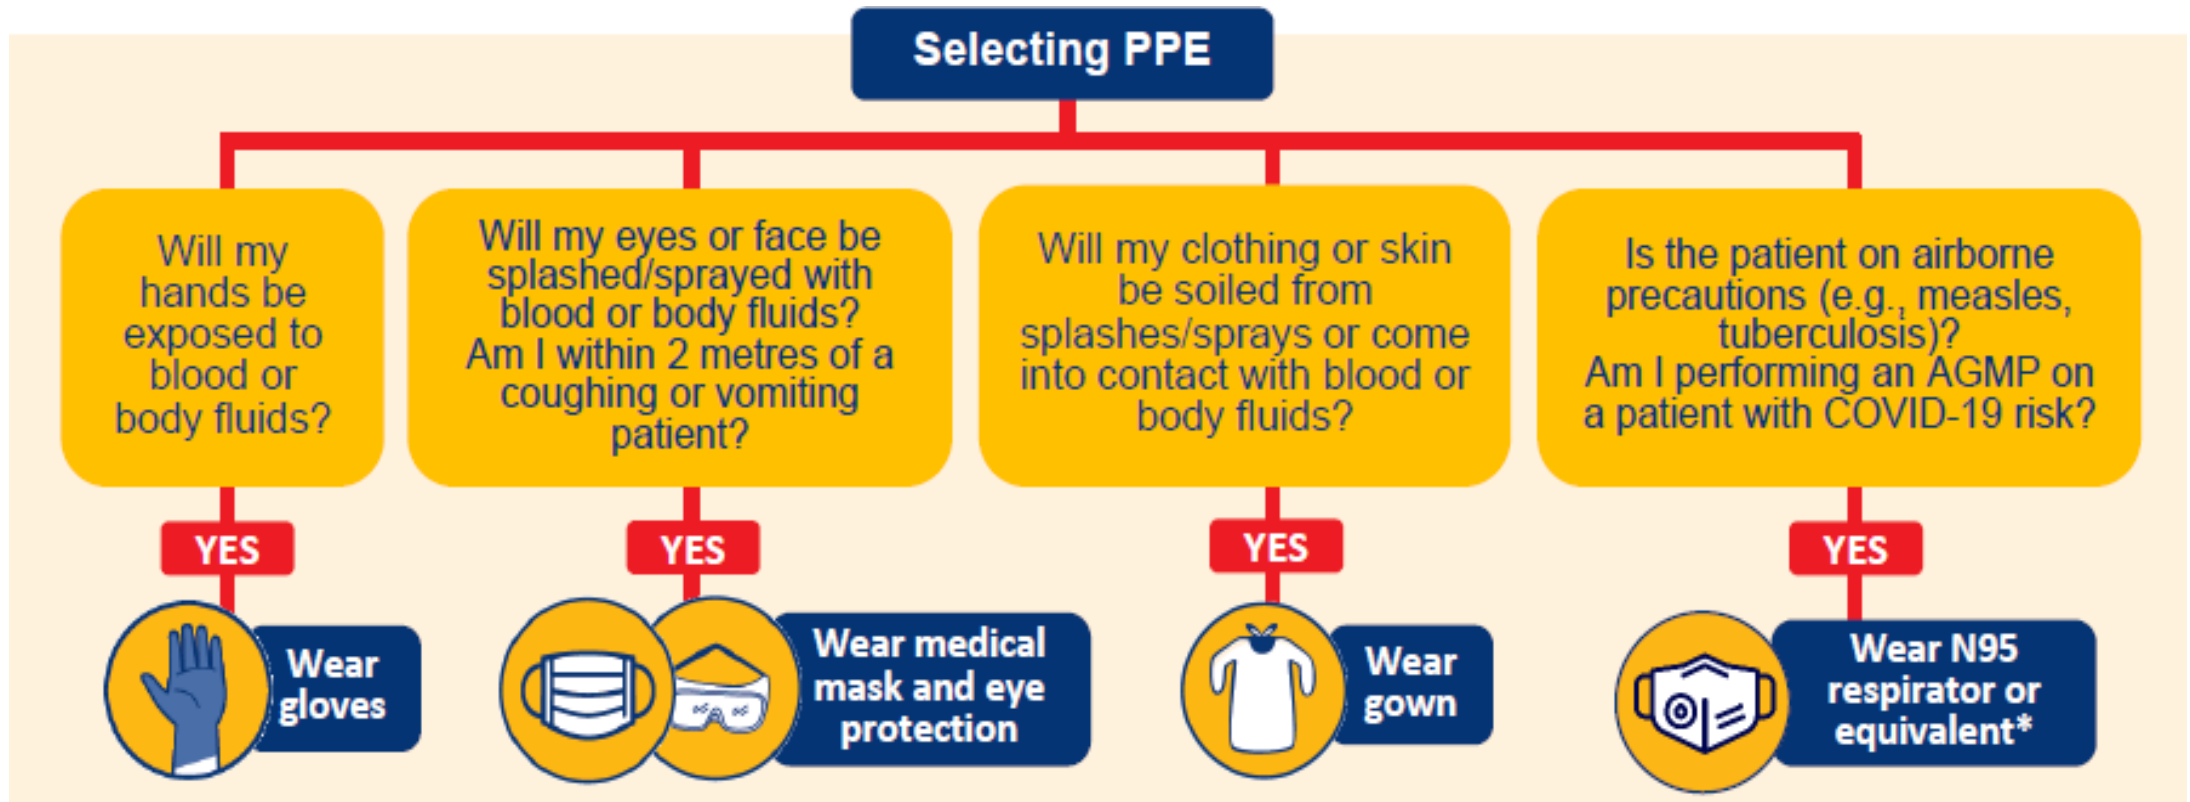 Selecting PPE
Will my
hands be
exposed to
blood or
body fluids?
Will my eyes or face be
splashed/sprayed with
blood or body fluids?
Am I within 2 metres of a
coughing or vomiting
patient?
Will my clothing or skin
be soiled from
splashes/sprays or come
into contact with blood or
body fluids?
Is the patient on airborne
precautions (e.g., measles,
tuberculosis)?
Am I performing an AGMP on
a patient with COVID-19 risk?
YES
YES
YES
YES
Wear
gloves
Wear medical
mask and eye
protection
Wear
gown
Wear N95
respirator or
equivalent*